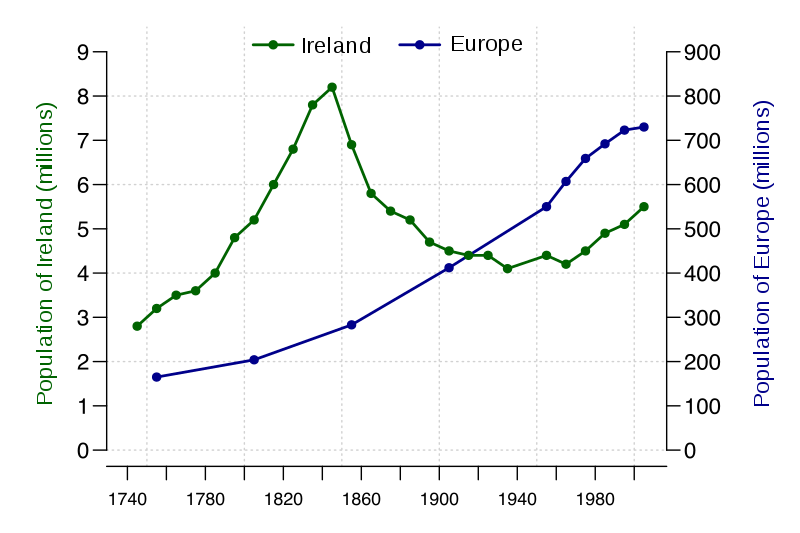 Ireland Europe
9 900
8 800
7 700
6 600
5 500
4 400
3 300
2 200
1 100
0 0
Population of Ireland (millions)
Population of Europe (millions)
1740 1780 1820 1860 1900 1940 1980